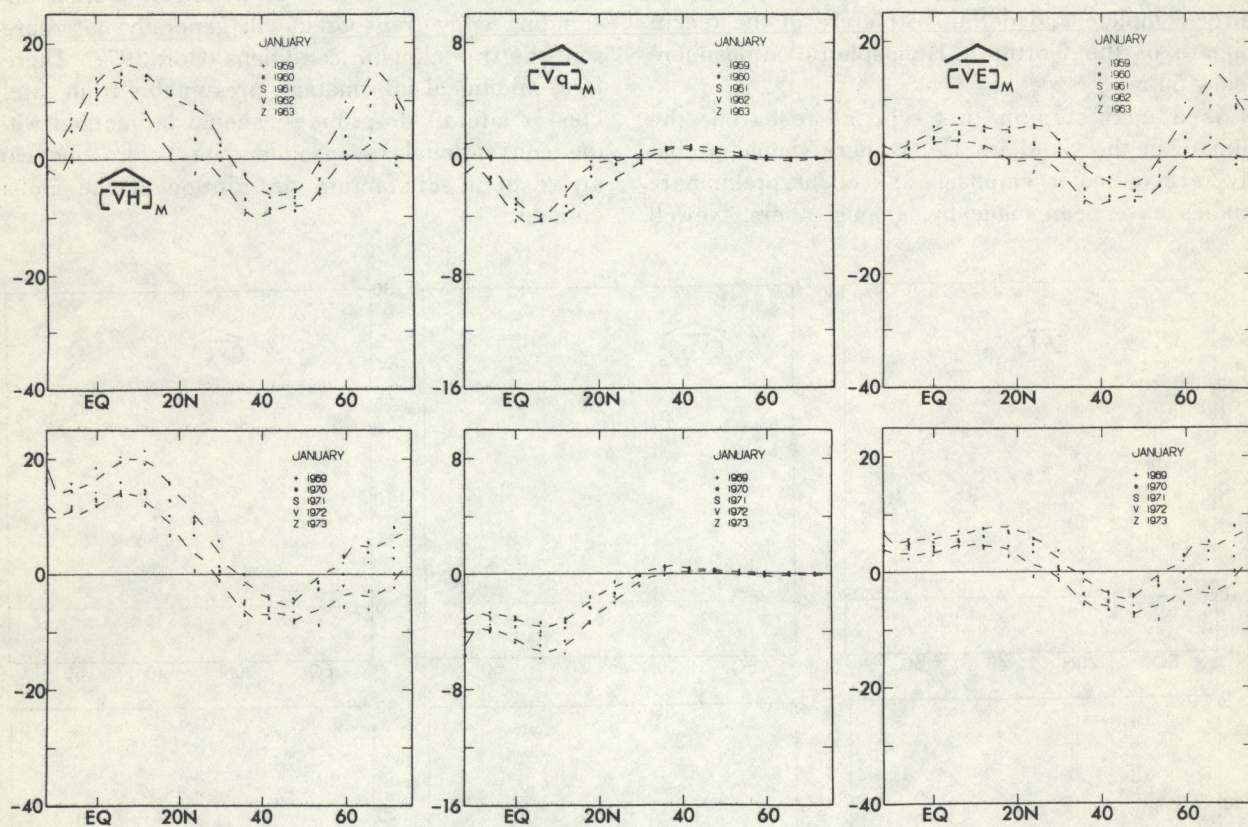 20
0
−20
−40
EQ 20N 40 60
[V̅H̅]M
JANUARY
+ 1959
* 1960
S 1961
V 1962
Z 1963
8
0
−8
−16
EQ 20N 40 60
[V̅q̅]M
JANUARY
+ 1959
* 1960
S 1961
V 1962
Z 1963
20
0
−20
−40
EQ 20N 40 60
[V̅E̅]M
JANUARY
+ 1959
* 1960
S 1961
V 1962
Z 1963
20
0
−20
−40
EQ 20N 40 60
JANUARY
+ 1969
* 1970
S 1971
V 1972
Z 1973
8
0
−8
−16
EQ 20N 40 60
JANUARY
+ 1969
* 1970
S 1971
V 1972
Z 1973
20
0
−20
−40
EQ 20N 40 60
JANUARY
+ 1969
* 1970
S 1971
V 1972
Z 1973